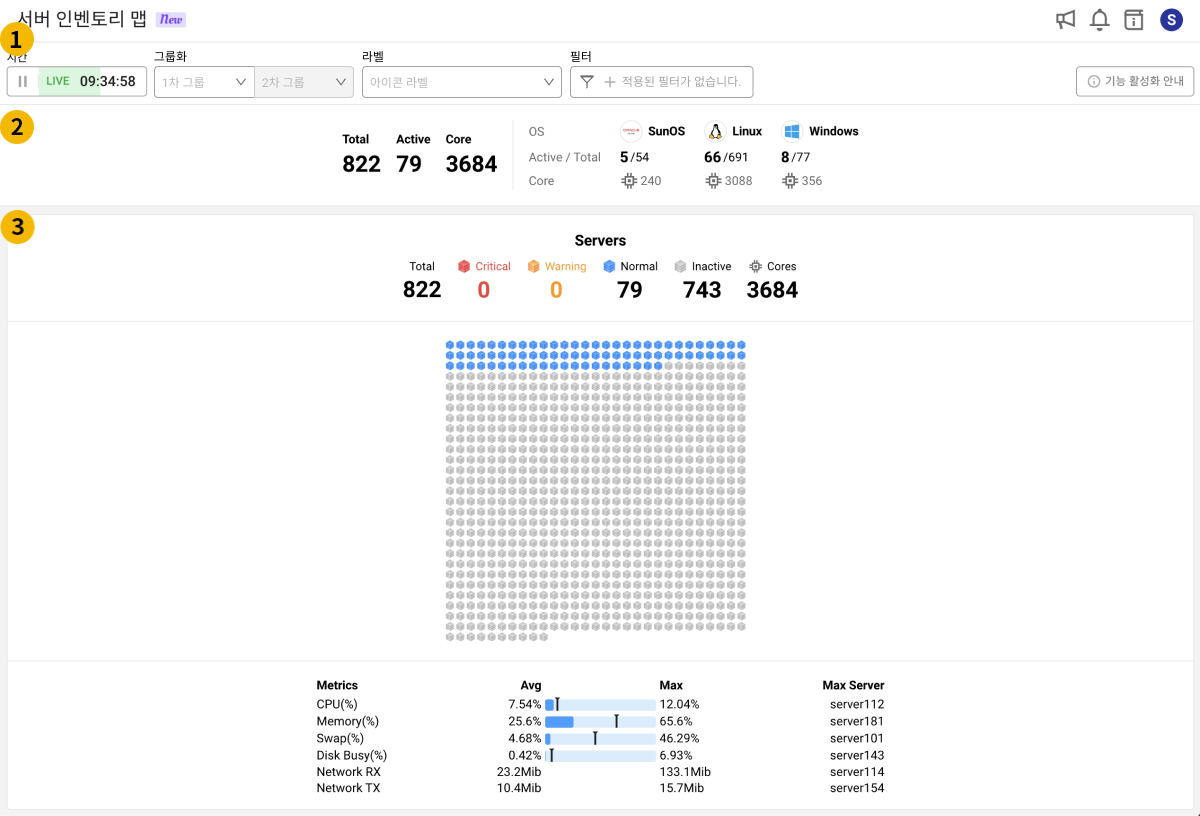 서버 인벤토리 맵 New
S
1
시간 그룹화 라벨 필터
LIVE 09:34:58 1차 그룹 2차 그룹 아이콘 라벨 + 적용된 필터가 없습니다. 기능 활성화 안내
2
Total Active Core
822 79 3684
OS SunOS Linux Windows
Active / Total 5/54 66/691 8/77
Core 240 3088 356
3
Servers
Total Critical Warning Normal Inactive Cores
822 0 0 79 743 3684
Metrics Avg Max Max Server
CPU(%) 7.54% 12.04% server112
Memory(%) 25.6% 65.6% server181
Swap(%) 4.68% 46.29% server101
Disk Busy(%) 0.42% 6.93% server143
Network RX 23.2Mib 133.1Mib server114
Network TX 10.4Mib 15.7Mib server154